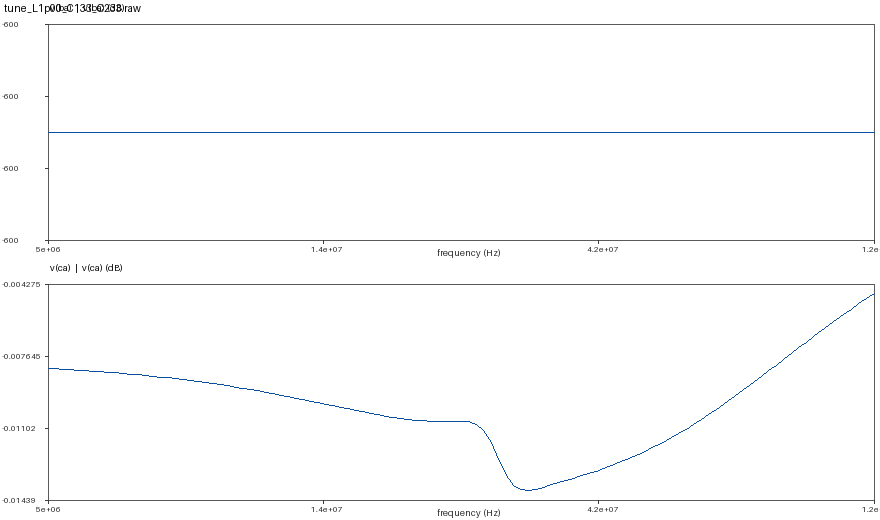 -600
-600
-600
-600
5e+06 1.4e+07 4.2e+07 1.2e
frequency (Hz)
v(ca) | v(ca) (dB)
-0.004276
-0.007645
-0.01102
-0.01439
5e+06 1.4e+07 4.2e+07 1.2e
frequency (Hz)